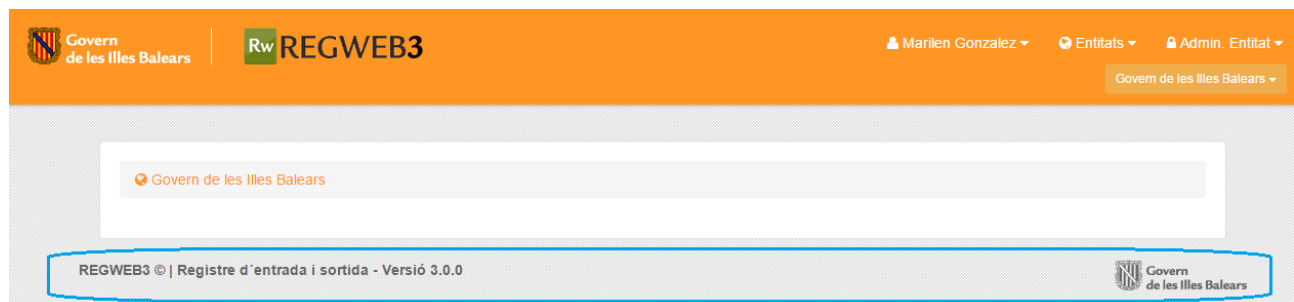 Govern
de les Illes Balears
Rw REGWEB3
Marilen Gonzalez
Entitats
Admin. Entitat
Govern de les Illes Balears
Govern de les Illes Balears
REGWEB3 © | Registre d´entrada i sortida - Versió 3.0.0
Govern
de les Illes Balears